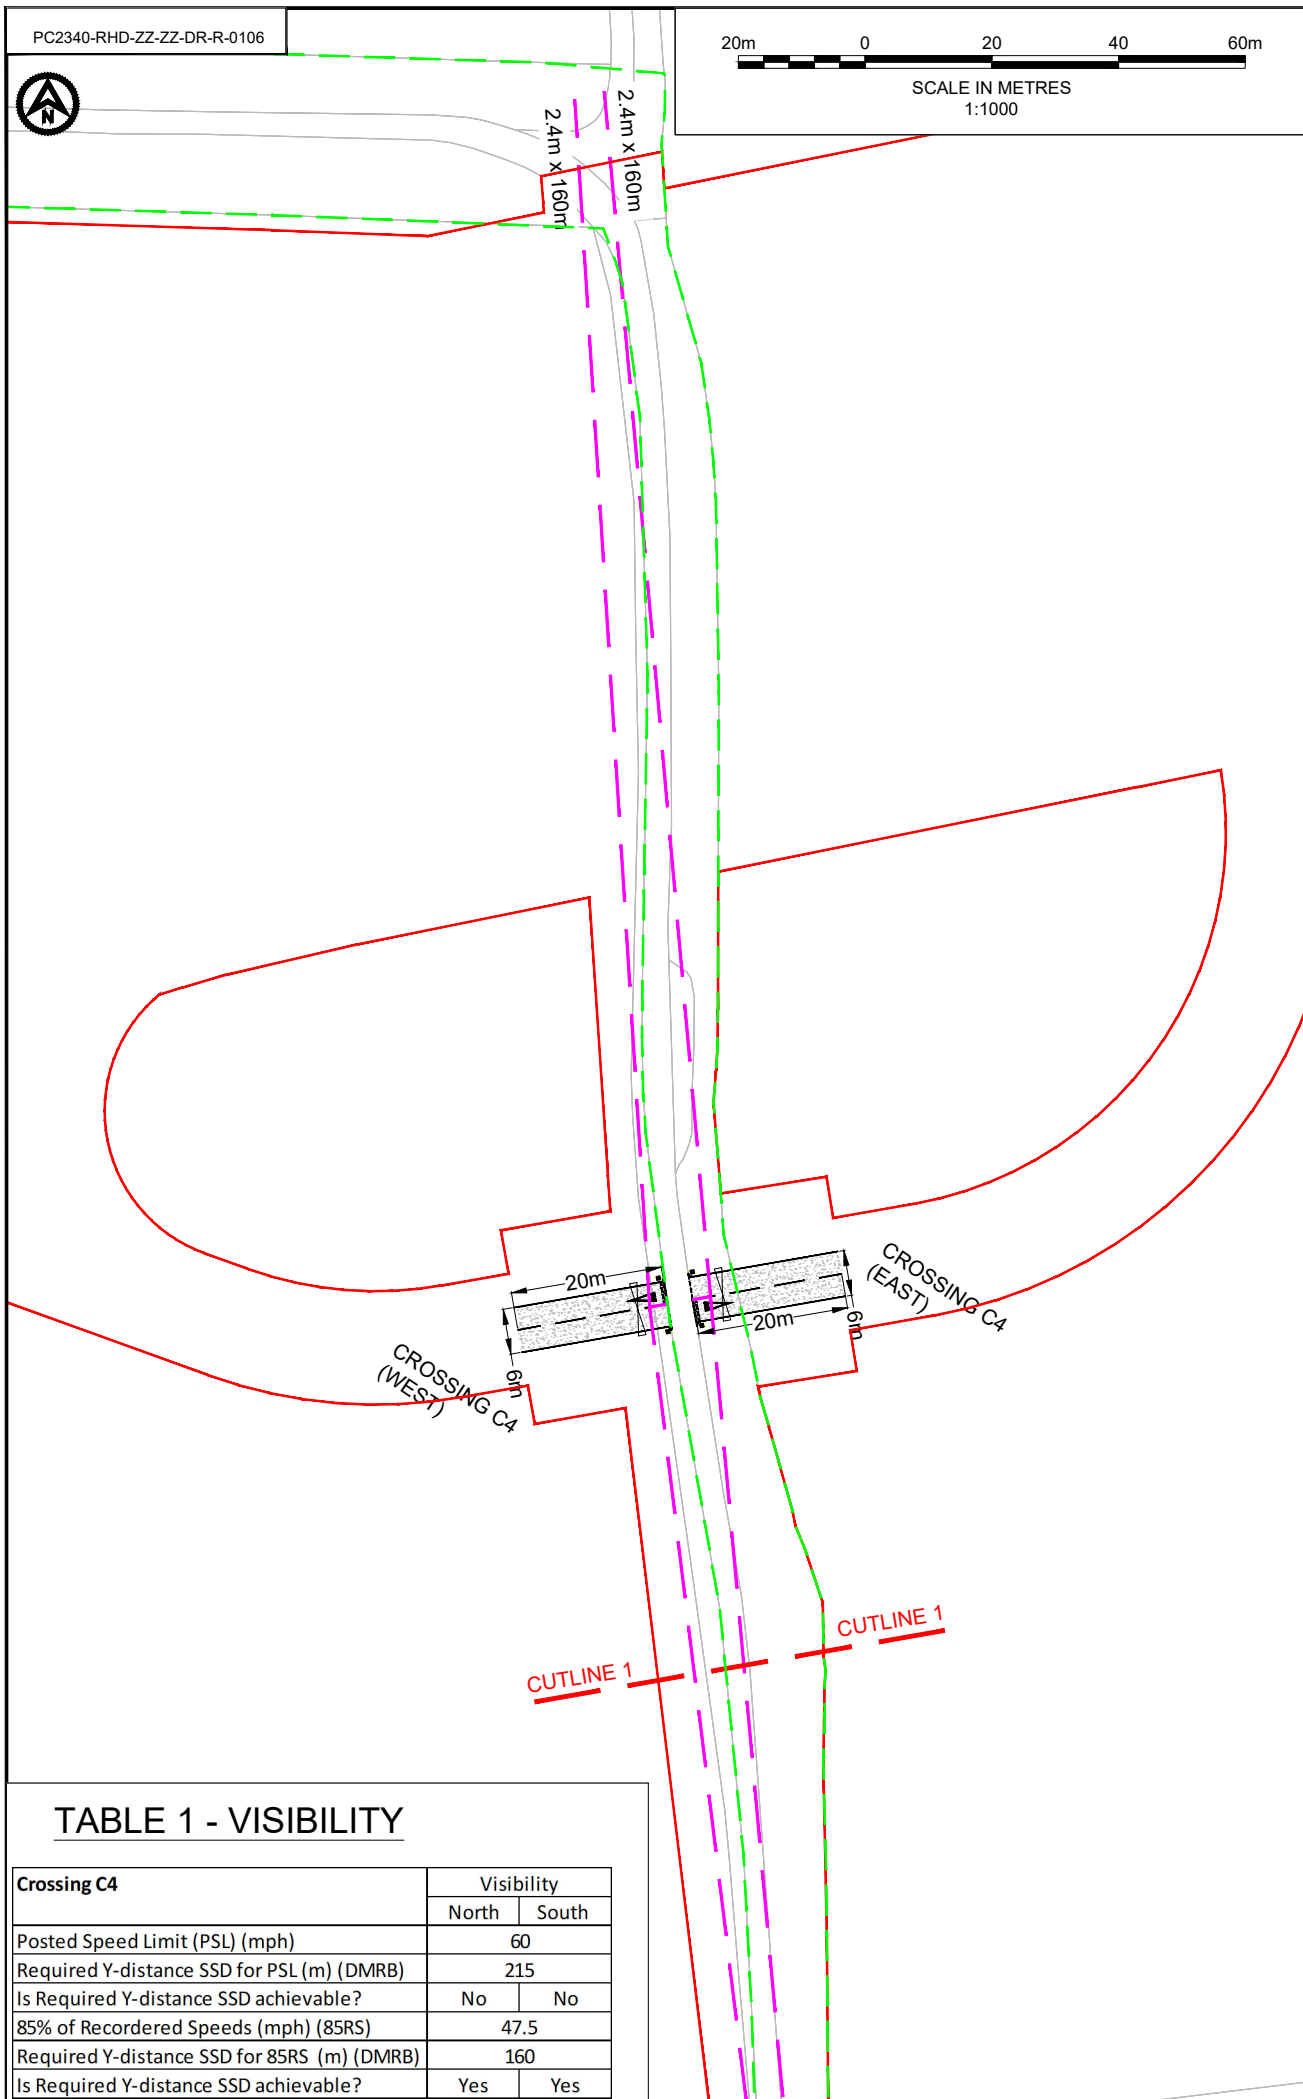 PC2340-RHD-ZZ-ZZ-DR-R-0106
20m 0 20 40 60m
SCALE IN METRES
1:1000
N
2.4m x 160m
2.4m x 160m
20m
6m
CROSSING C4
(WEST)
20m
6m
CROSSING C4
(EAST)
CUTLINE 1
CUTLINE 1
TABLE 1 - VISIBILITY
Crossing C4 Visibility
North South
Posted Speed Limit (PSL) (mph) 60
Required Y-distance SSD for PSL (m) (DMRB) 215
Is Required Y-distance SSD achievable? No No
85% of Recordered Speeds (mph) (85RS) 47.5
Required Y-distance SSD for 85RS (m) (DMRB) 160
Is Required Y-distance SSD achievable? Yes Yes